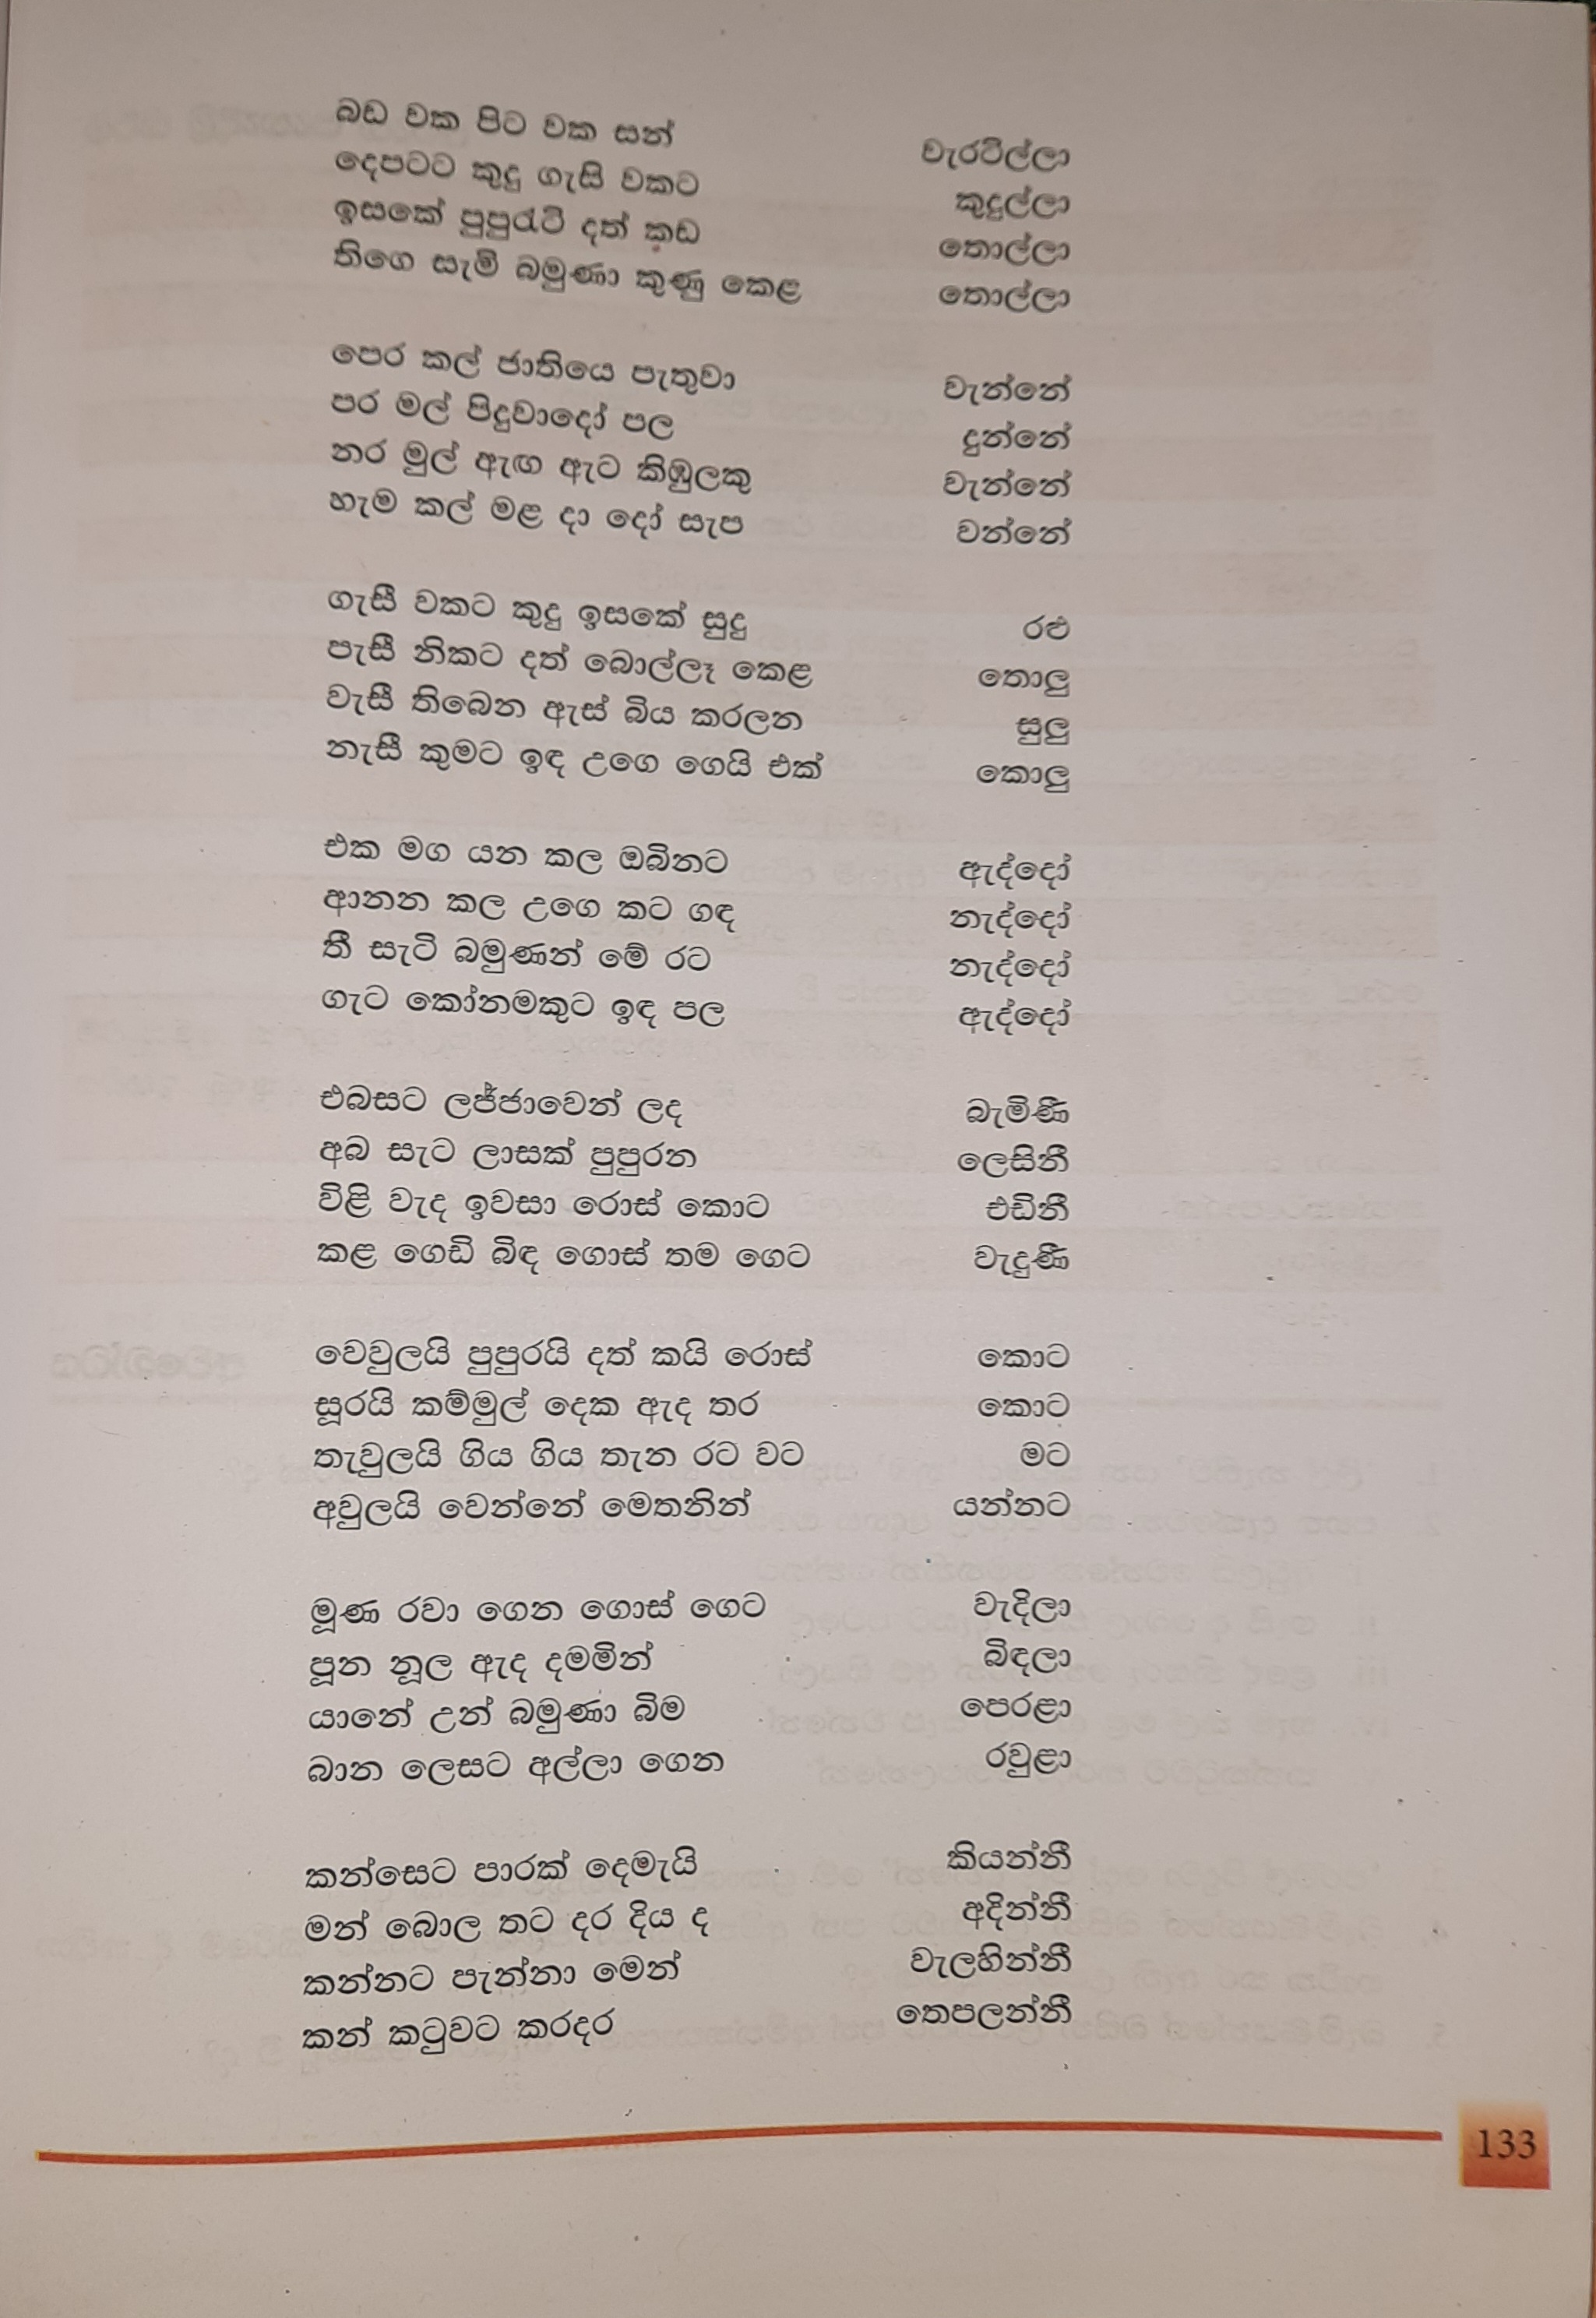 බඩ වක පිට වක සන් වැරටිල්ලා
දෙපටට කුදු ගැසි වකට කුදුල්ලා
ඉසකේ පුපුරැටි දත් කඩ තොල්ලා
තිගෙ සැමි බමුණා කුණු කෙළ තොල්ලා
පෙර කල් ජාතියෙ පැතුවා වැන්නේ
පර මල් පිදුවාදෝ පල දුන්නේ
නර මුල් ඇඟ ඇට කිඹුලකු වැන්නේ
හැම කල් මළ දා දෝ සැප වන්නේ
ගැසී වකට කුදු ඉසකේ සුදු රළු
පැසී නිකට දත් බොල්ලෑ කෙළ තොලු
වැසී තිබෙන ඇස් බිය කරලන සුලු
නැසී කුමට ඉඳ උගෙ ගෙයි එක් කොලු
එක මග යන කල ඔබිනට ඇද්දෝ
ආනන කල උගෙ කට ගඳ නැද්දෝ
තී සැටි බමුණන් මේ රට නැද්දෝ
ගැට කෝනමකුට ඉඳ පල ඇද්දෝ
එබසට ලජ්ජාවෙන් ලද බැමිණී
අබ සැට ලාසක් පුපුරන ලෙසිනී
විළි වැද ඉවසා රොස් කොට එඩිනී
කළ ගෙඩි බිඳ ගොස් තම ගෙට වැදුණී
වෙවුලයි පුපුරයි දත් කයි රොස් කොට
සූරයි කම්මුල් දෙක ඇද තර කොට
තැවුලයි ගිය ගිය තැන රට වට මට
අවුලයි වෙන්නේ මෙතනින් යන්නට
මූණ රවා ගෙන ගොස් ගෙට වැදිලා
පූන නූල ඇද දමමින් බිඳලා
යානේ උන් බමුණා බිම පෙරළා
බාන ලෙසට අල්ලා ගෙන රවුළා
කන්සෙට පාරක් දෙමැයි කියන්නී
මන් බොල තට දර දිය ද අදින්නී
කන්නට පැන්නා මෙන් වැලහින්නී
කන් කටුවට කරදර තෙපලන්නී
133